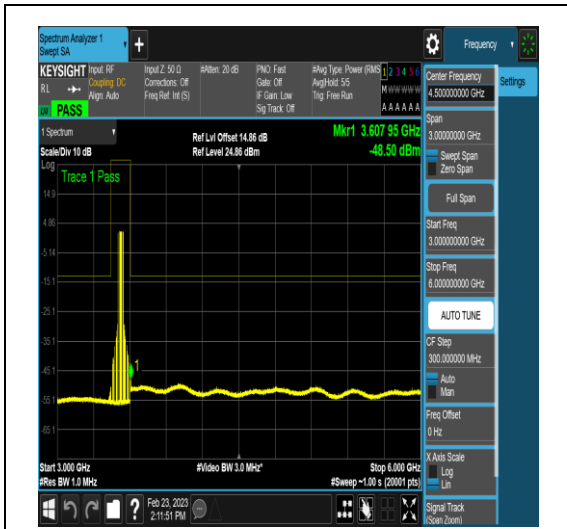 Spectrum Analyzer 1
Swept SA
+
Frequency
KEYSIGHT
RL
PASS
Input: RF
Coupling: DC
Align: Auto
Input Z: 50 Ω
Corrections: Off
Freq Ref: Int (S)
#Atten: 20 dB
PNO: Fast
Gate: Off
IF Gain: Low
Sig Track: Off
#Avg Type: Power (RMS
Avg|Hold: 5/5
Trig: Free Run
1 2 3 4 5 6
M W W W W W
A A A A A A
Center Frequency
4.500000000 GHz
Settings
Span
3.00000000 GHz
Swept Span
Zero Span
Full Span
Start Freq
3.000000000 GHz
Stop Freq
6.000000000 GHz
AUTO TUNE
CF Step
300.000000 MHz
Auto
Man
Freq Offset
0 Hz
X Axis Scale
Log
Lin
Signal Track
(Span Zoom)
1 Spectrum
Scale/Div 10 dB
Ref Lvl Offset 14.86 dB
Ref Level 24.86 dBm
Mkr1 3.607 95 GHz
-48.50 dBm
Log
Trace 1 Pass
14.9
4.86
-5.14
-15.1
-25.1
-35.1
-45.1
-55.1
-65.1
1
Start 3.000 GHz
#Res BW 1.0 MHz
#Video BW 3.0 MHz*
Stop 6.000 GHz
#Sweep ~1.00 s (20001 pts)
?
Feb 23, 2023
2:11:51 PM